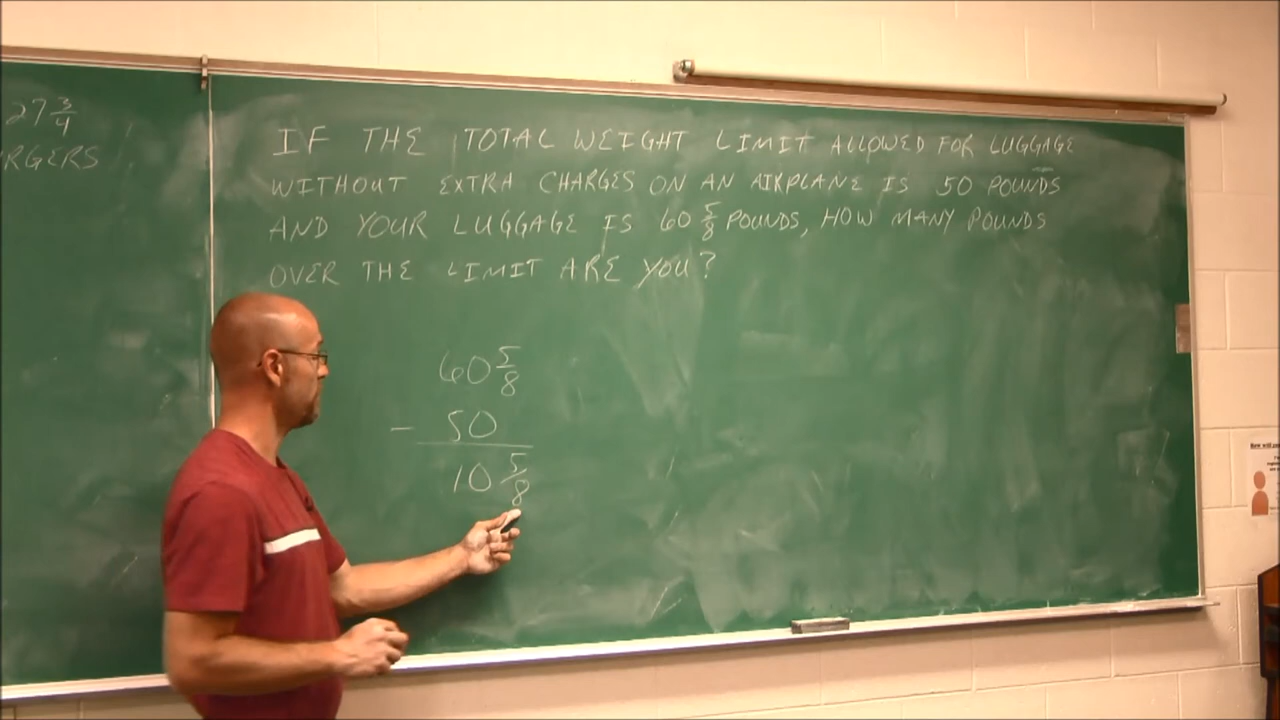 27 3/4
RGERS
IF THE TOTAL WEIGHT LIMIT ALLOWED FOR LUGGAGE
WITHOUT EXTRA CHARGES ON AN AIRPLANE IS 50 POUNDS
AND YOUR LUGGAGE IS 60 5/8 POUNDS, HOW MANY POUNDS
OVER THE LIMIT ARE YOU?
60 5/8
- 50
10 5/8